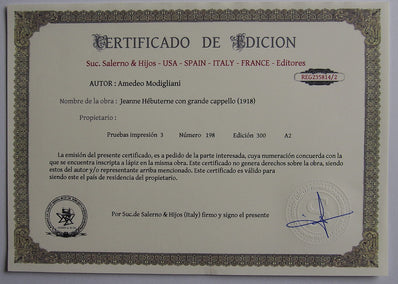 CERTIFICADO DE EDICION
Suc. Salerno & Hijos - USA - SPAIN - ITALY - FRANCE - Editores
REG235814/2
AUTOR : Amedeo Modigliani
Nombre de la obra : Jeanne Hébuterne con grande cappello (1918)
Propietario :
Pruebas impresión 3 Número 198 Edición 300 A2
La emisión del presente certificado, es a pedido de la parte interesada, cuya numeración concuerda con la
que se encuentra inscripta a lápiz en la misma obra. Este certificado no genera derechos sobre la obra, siendo
estos del autor y/o representante arriba mencionado. Este certificado es válido para
siento este el país de residencia del propietario.
Por Suc.de Salerno & Hijos (Italy) firmo y signo el presente